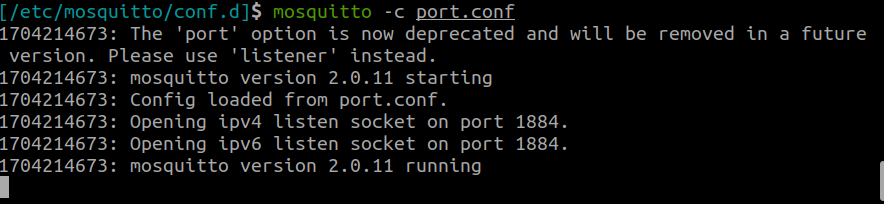 [/etc/mosquitto/conf.d]$ mosquitto -c port.conf
1704214673: The 'port' option is now deprecated and will be removed in a future
 version. Please use 'listener' instead.
1704214673: mosquitto version 2.0.11 starting
1704214673: Config loaded from port.conf.
1704214673: Opening ipv4 listen socket on port 1884.
1704214673: Opening ipv6 listen socket on port 1884.
1704214673: mosquitto version 2.0.11 running